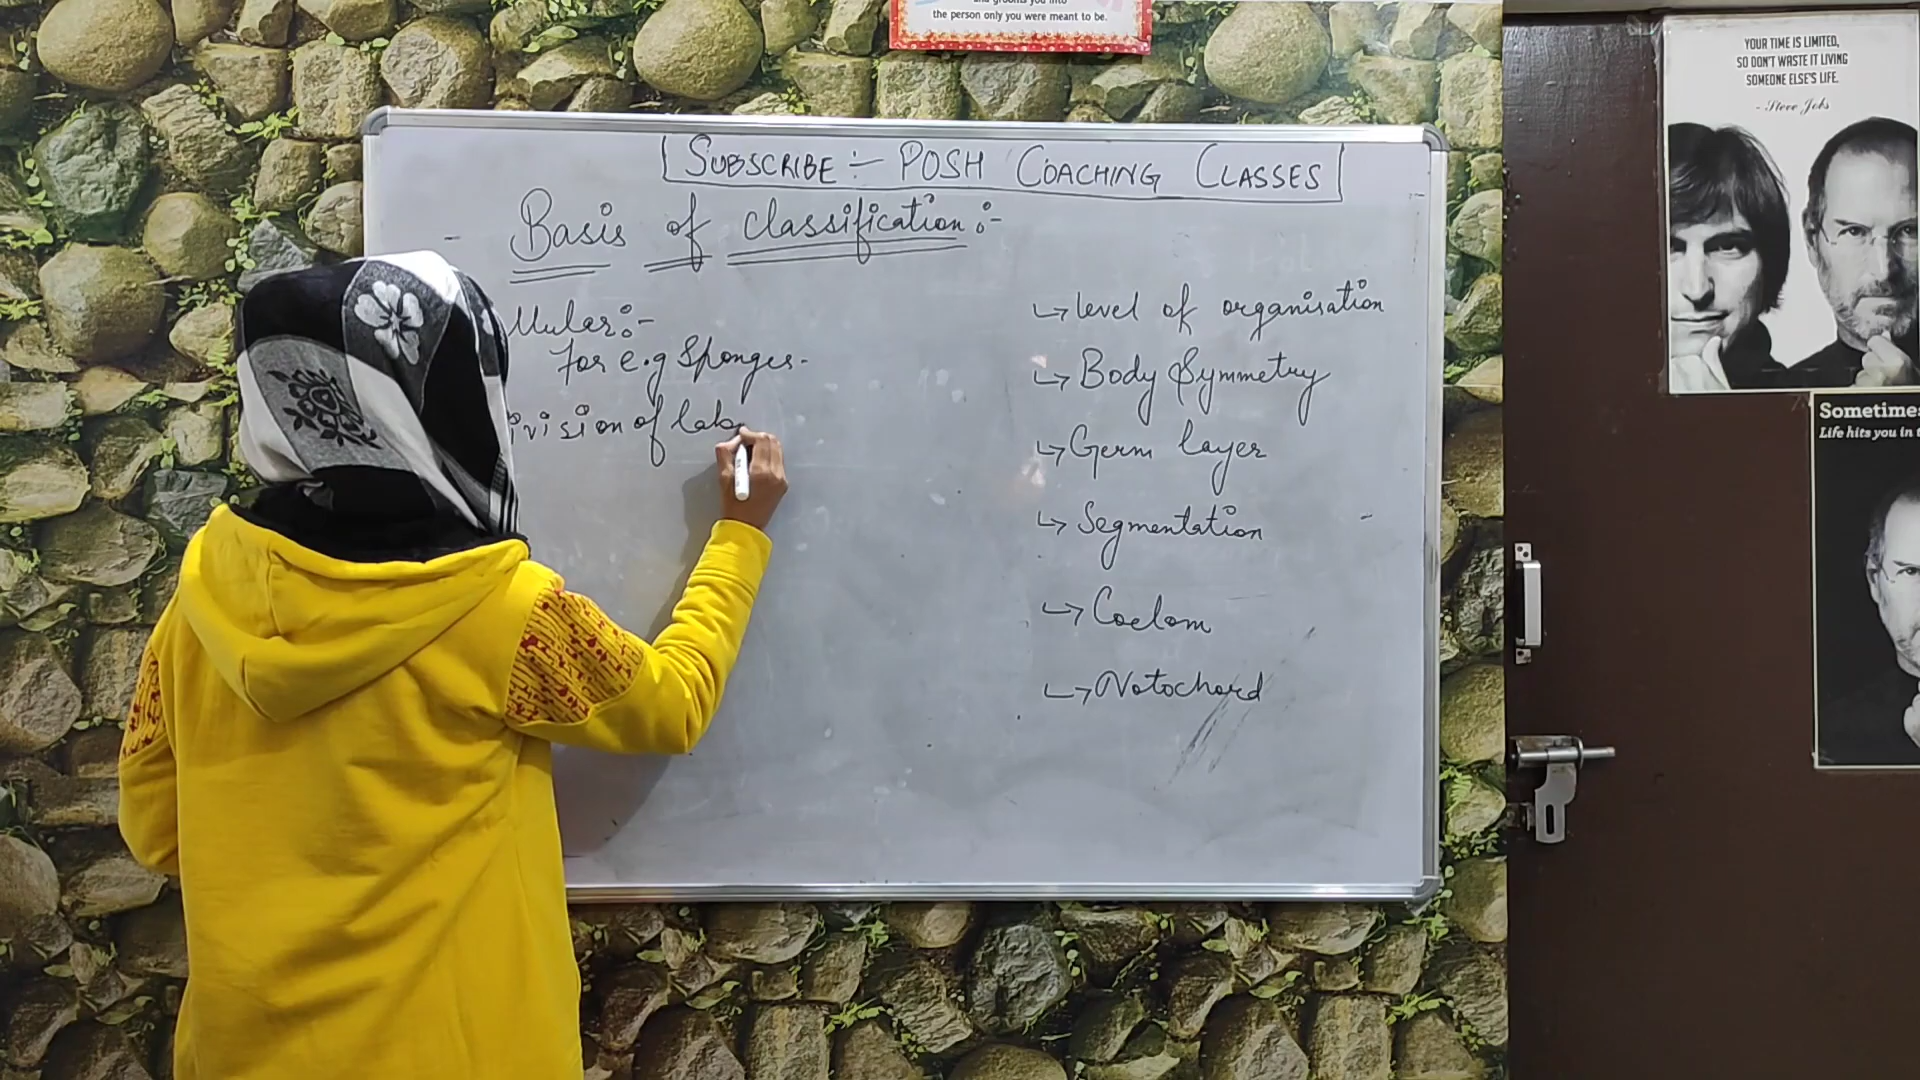 the person only you were meant to be.
YOUR TIME IS LIMITED,
SO DON'T WASTE IT LIVING
SOMEONE ELSE'S LIFE.
- Steve Jobs
SUBSCRIBE :- POSH COACHING CLASSES
Basis of classification :-
llular :-
for e.g Sponges.
ivision of lab
↳ level of organisation
↳ Body Symmetry
↳ Germ layer
↳ Segmentation
↳ Coelom
↳ Notochord
Sometimes
Life hits you in t